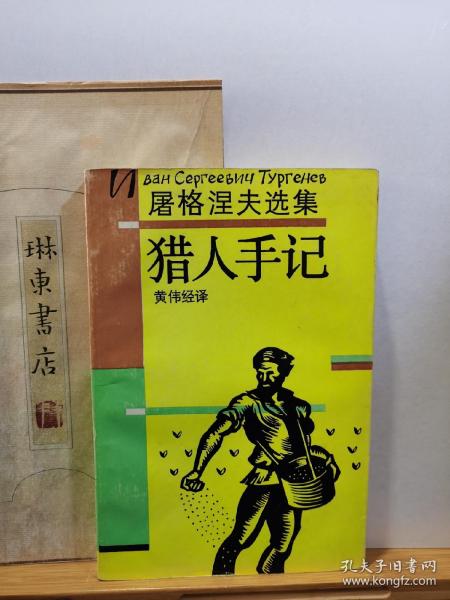 Иван Сергеевич Тургенев
屠格涅夫选集
猎人手记
黄伟经译
琳東書店
孔夫子旧书网
www.kongfz.com